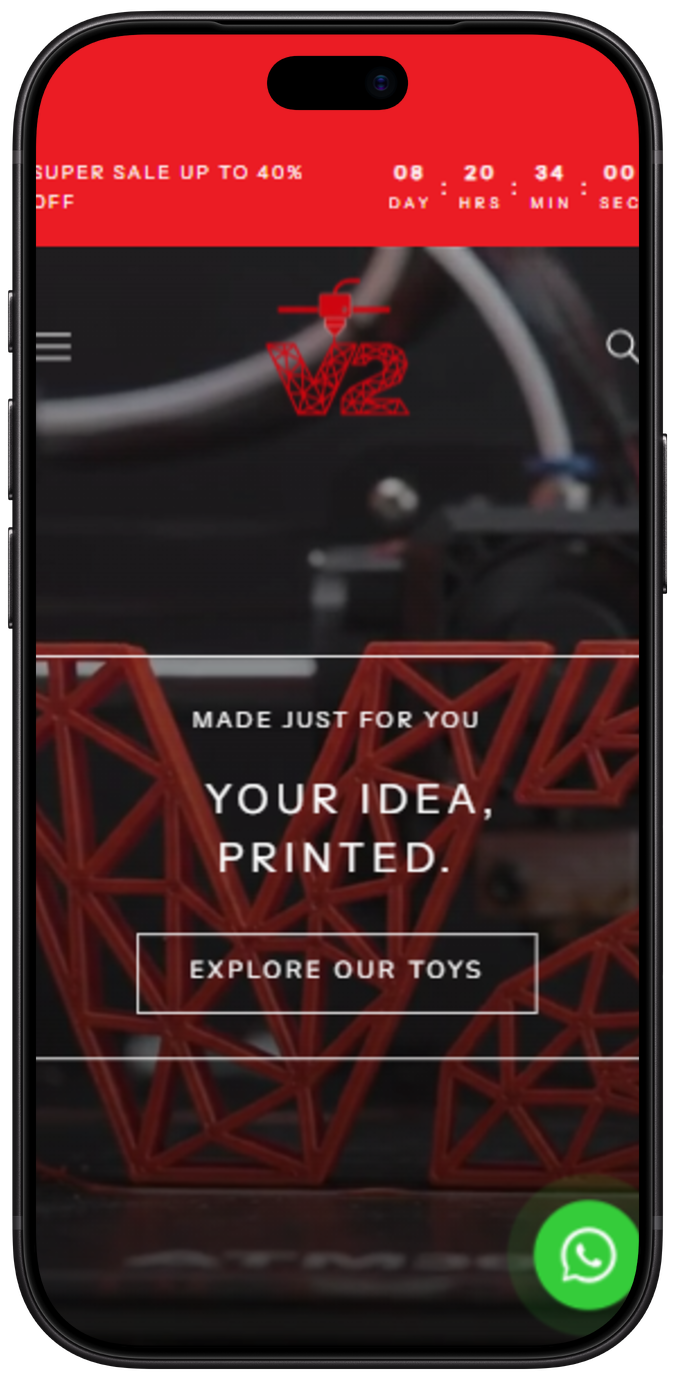 SUPER SALE UP TO 40%
OFF
08 : 20 : 34 : 00
DAY HRS MIN SEC
V2
MADE JUST FOR YOU
YOUR IDEA,
PRINTED.
EXPLORE OUR TOYS